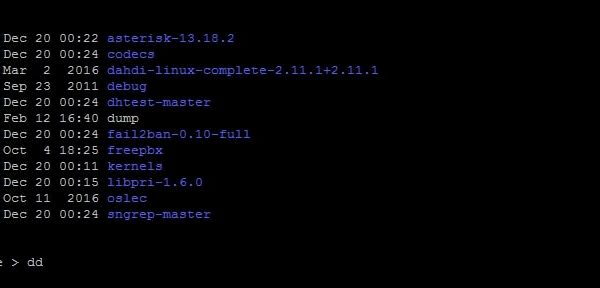 Dec 20 00:22 asterisk-13.18.2
Dec 20 00:24 codecs
Mar  2  2016 dahdi-linux-complete-2.11.1+2.11.1
Sep 23  2011 debug
Dec 20 00:24 dhtest-master
Feb 12 16:40 dump
Dec 20 00:24 fail2ban-0.10-full
Oct  4 18:25 freepbx
Dec 20 00:11 kernels
Dec 20 00:15 libpri-1.6.0
Oct 11  2016 oslec
Dec 20 00:24 sngrep-master
e > dd